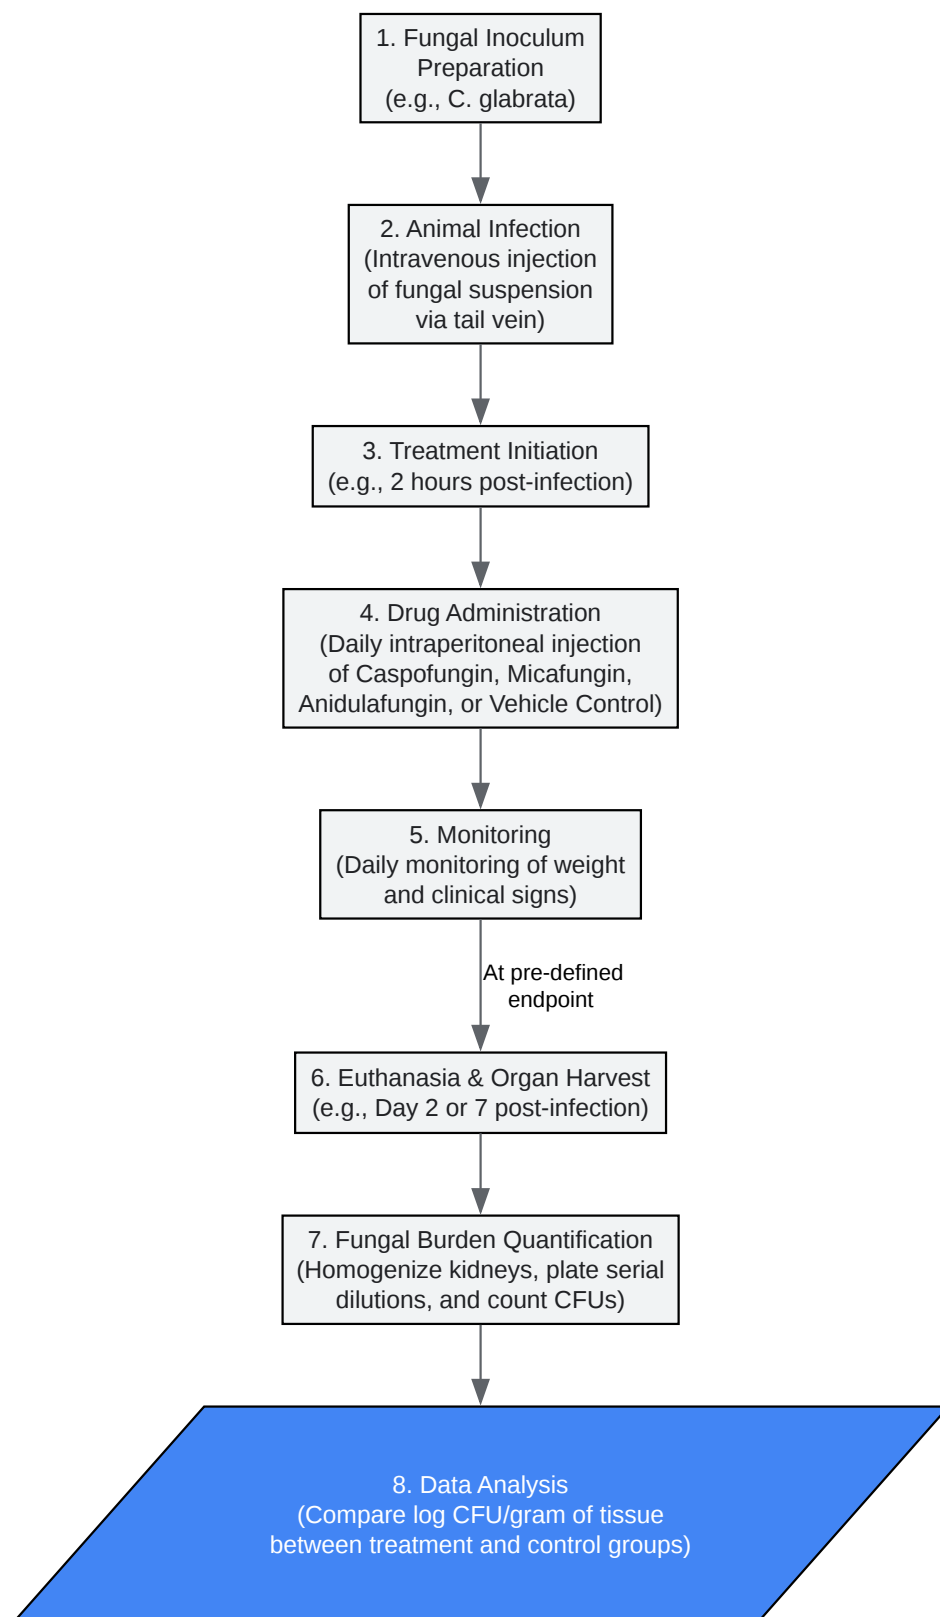 1. Fungal Inoculum
Preparation
(e.g., C. glabrata)
2. Animal Infection
(Intravenous injection
of fungal suspension
via tail vein)
3. Treatment Initiation
(e.g., 2 hours post-infection)
4. Drug Administration
(Daily intraperitoneal injection
of Caspofungin, Micafungin,
Anidulafungin, or Vehicle Control)
5. Monitoring
(Daily monitoring of weight
and clinical signs)
At pre-defined
endpoint
6. Euthanasia & Organ Harvest
(e.g., Day 2 or 7 post-infection)
7. Fungal Burden Quantification
(Homogenize kidneys, plate serial
dilutions, and count CFUs)
8. Data Analysis
(Compare log CFU/gram of tissue
between treatment and control groups)